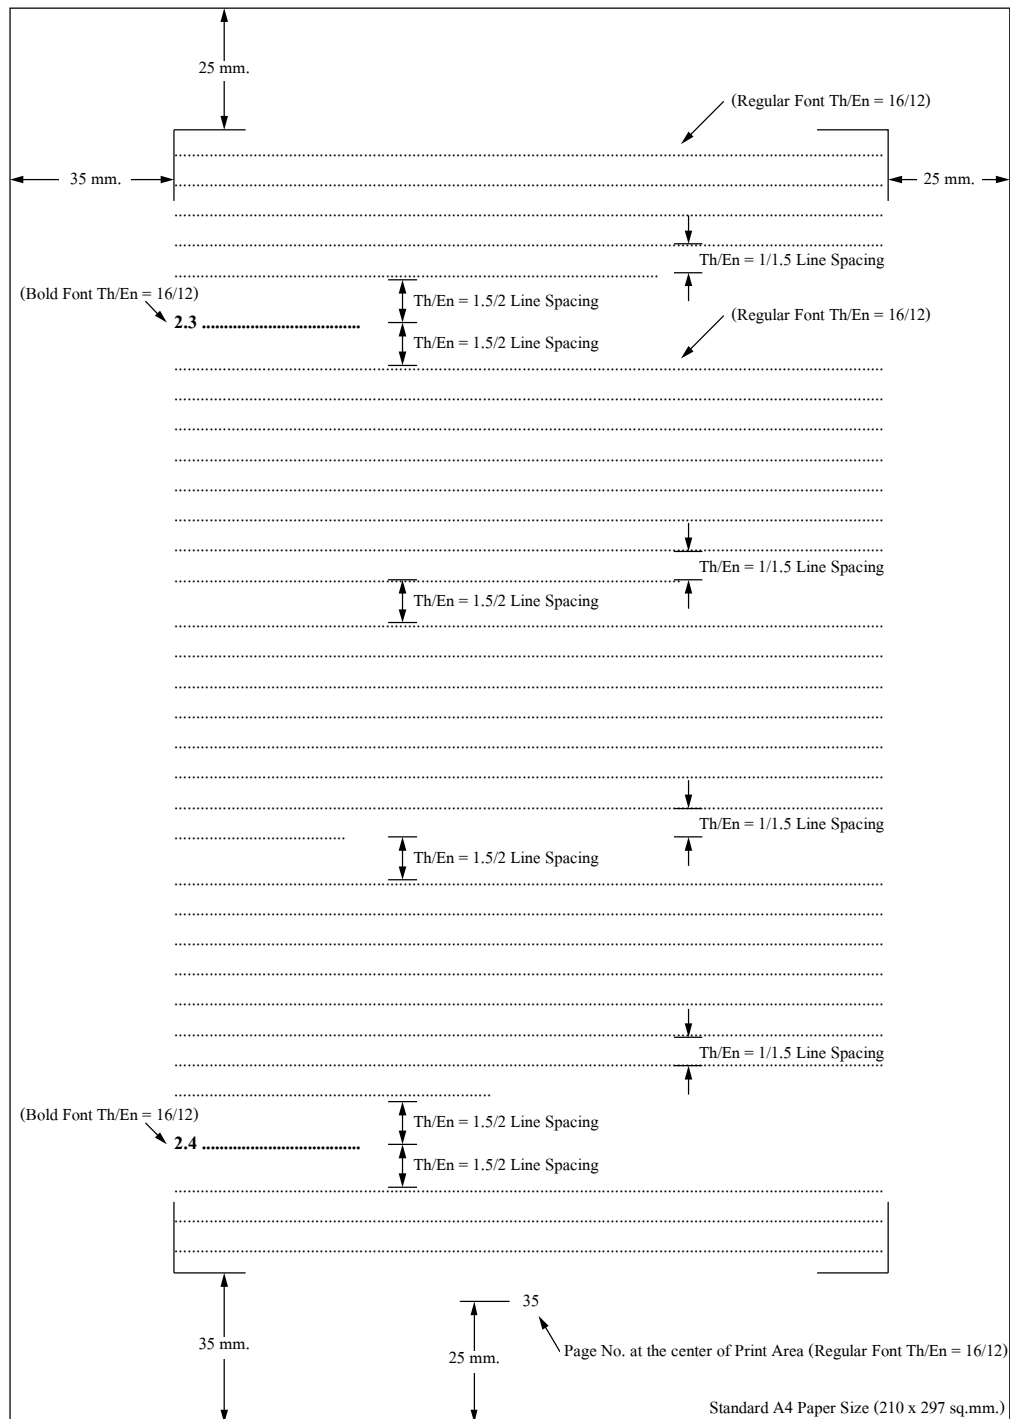 25 mm.
(Regular Font Th/En = 16/12)
35 mm.
25 mm.
Th/En = 1/1.5 Line Spacing
(Bold Font Th/En = 16/12)
Th/En = 1.5/2 Line Spacing
(Regular Font Th/En = 16/12)
2.3 ......................................
Th/En = 1.5/2 Line Spacing
Th/En = 1/1.5 Line Spacing
Th/En = 1.5/2 Line Spacing
Th/En = 1/1.5 Line Spacing
Th/En = 1.5/2 Line Spacing
Th/En = 1/1.5 Line Spacing
(Bold Font Th/En = 16/12)
Th/En = 1.5/2 Line Spacing
2.4 ......................................
Th/En = 1.5/2 Line Spacing
35
35 mm.
25 mm.
Page No. at the center of Print Area (Regular Font Th/En = 16/12)
Standard A4 Paper Size (210 x 297 sq.mm.)